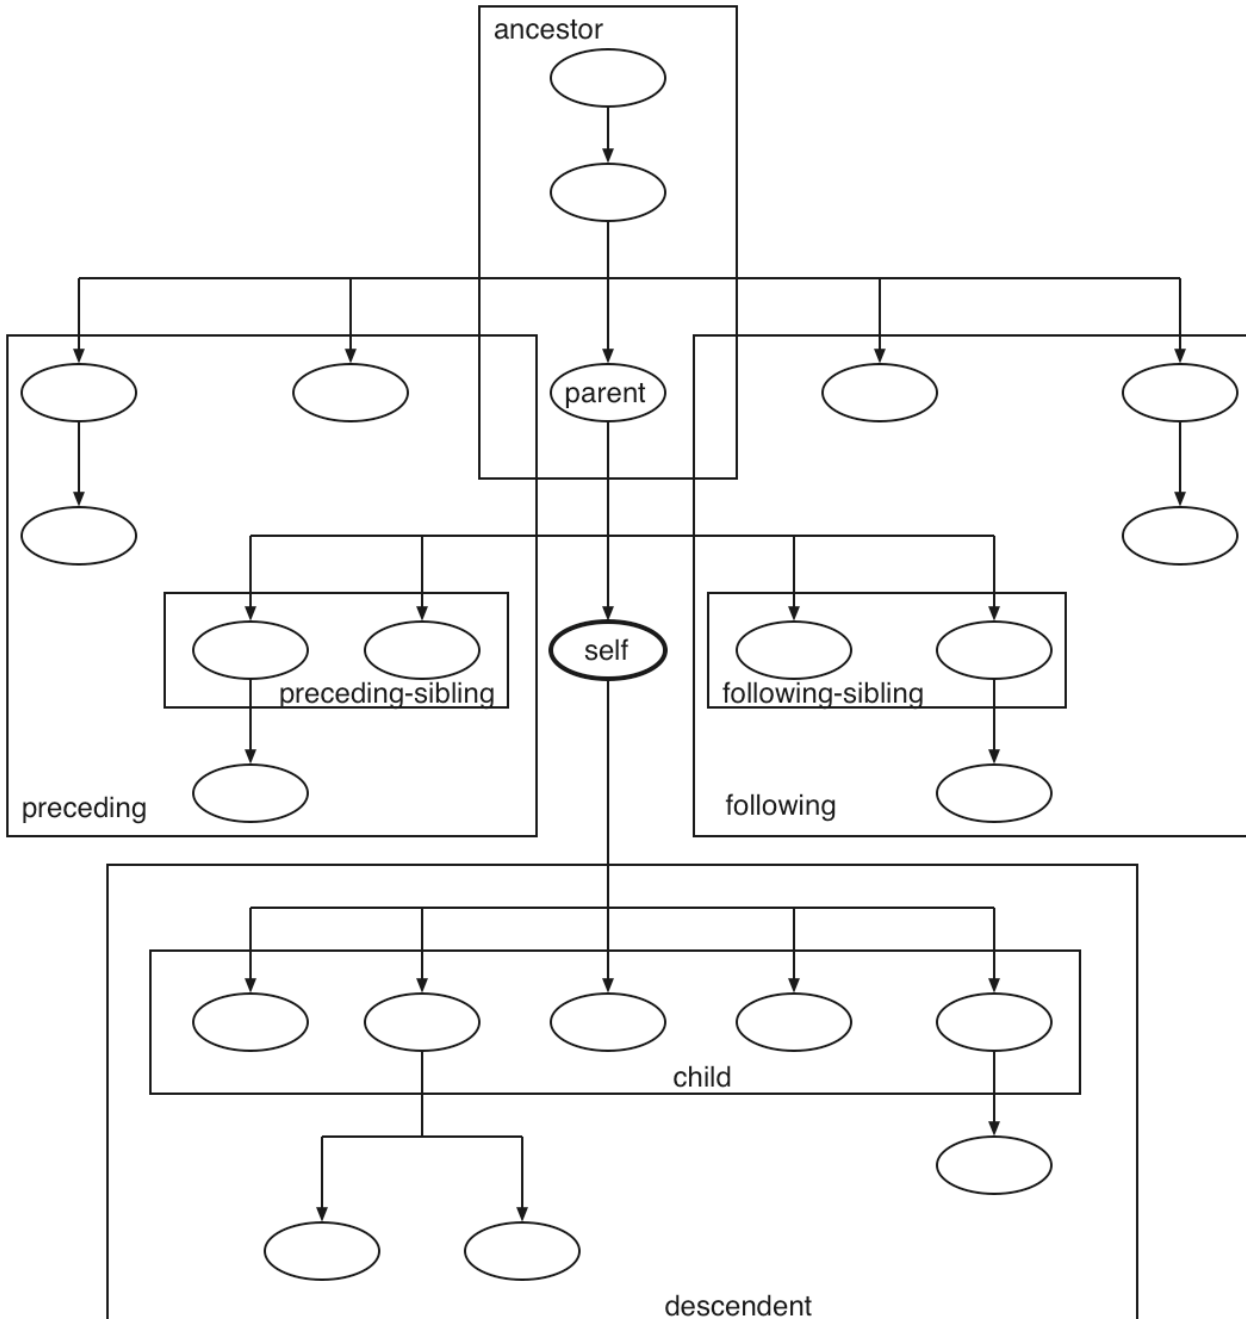 ancestor
parent
self
preceding-sibling
following-sibling
preceding
following
child
descendent